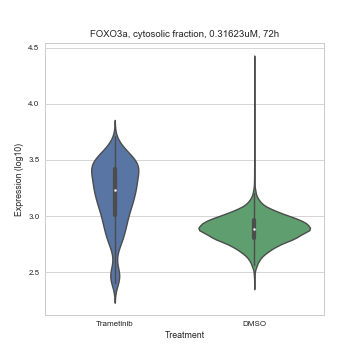 FOXO3a, cytosolic fraction, 0.31623uM, 72h
4.5
4.0
3.5
3.0
2.5
Expression (log10)
Trametinib DMSO
Treatment